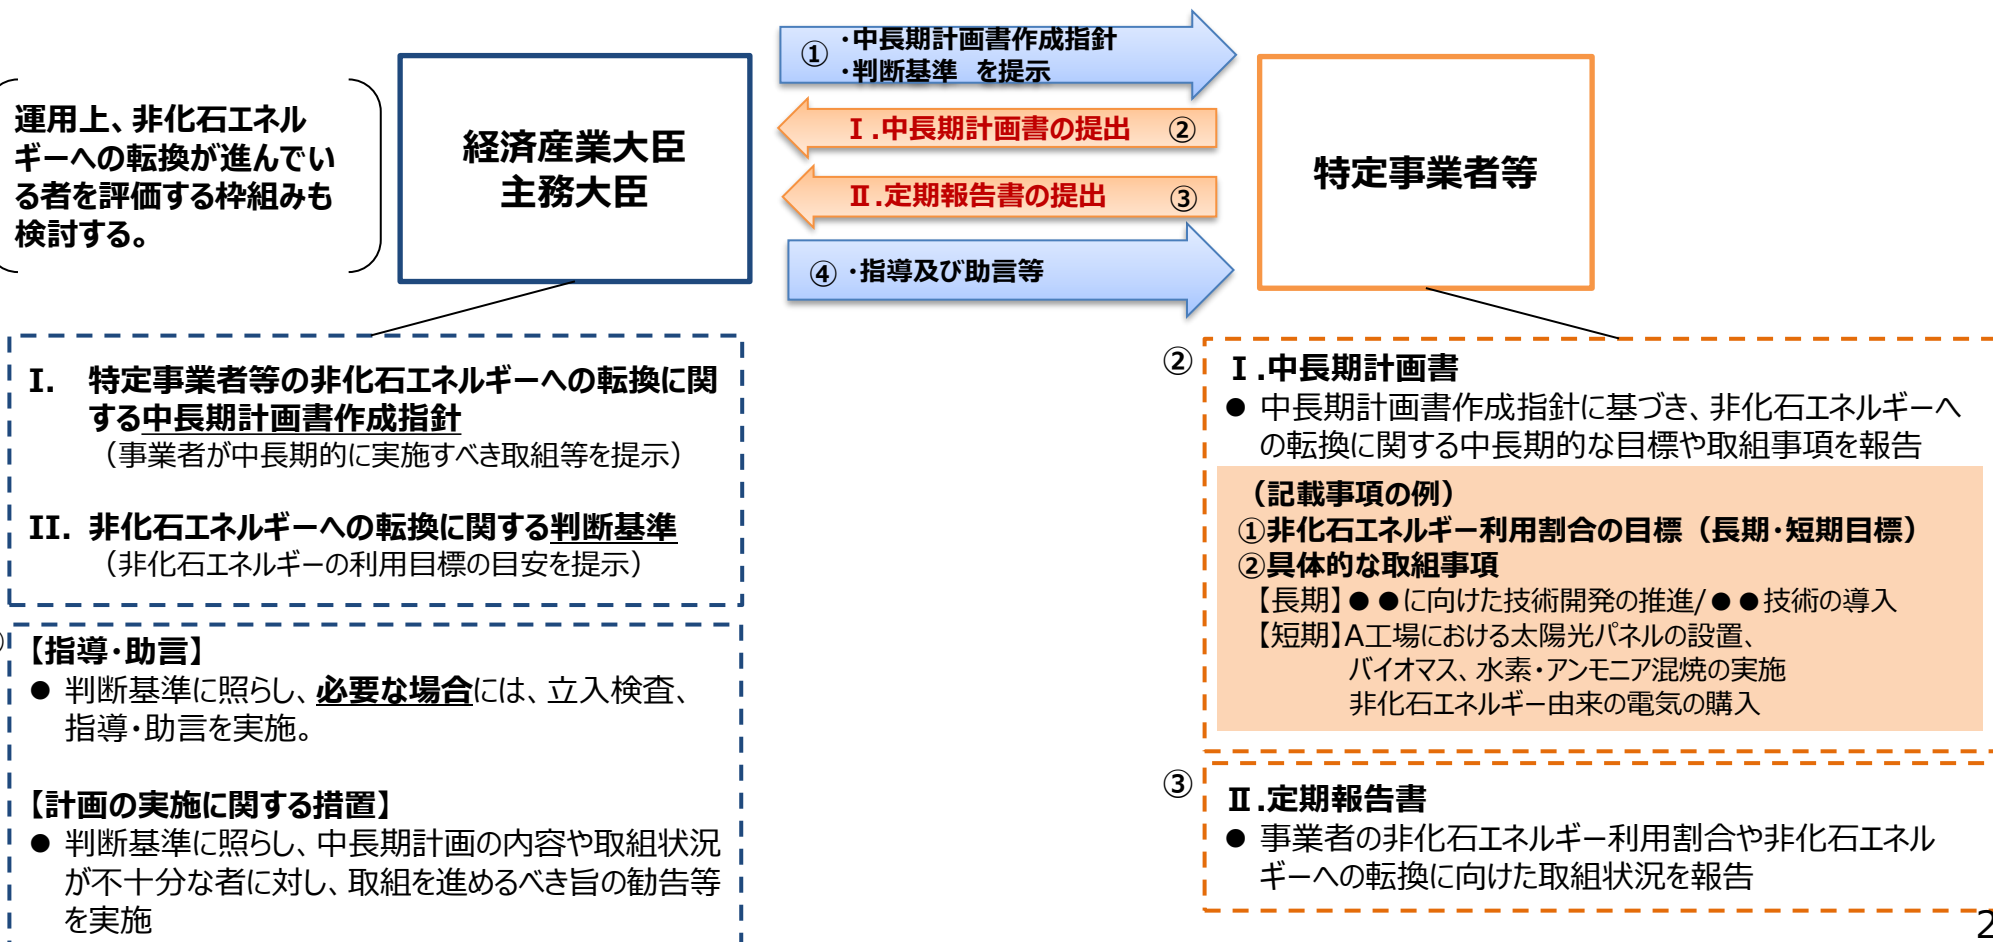 運用上、非化石エネル
ギーへの転換が進んでい
る者を評価する枠組みも
検討する。
経済産業大臣
主務大臣
① ・中長期計画書作成指針
・判断基準　を提示
Ⅰ.中長期計画書の提出 ②
Ⅱ.定期報告書の提出 ③
④ ・指導及び助言等
特定事業者等
I. 特定事業者等の非化石エネルギーへの転換に関
する中長期計画書作成指針
（事業者が中長期的に実施すべき取組等を提示）
II. 非化石エネルギーへの転換に関する判断基準
（非化石エネルギーの利用目標の目安を提示）
【指導・助言】
● 判断基準に照らし、必要な場合には、立入検査、
指導・助言を実施。
【計画の実施に関する措置】
● 判断基準に照らし、中長期計画の内容や取組状況
が不十分な者に対し、取組を進めるべき旨の勧告等
を実施
② Ⅰ.中長期計画書
● 中長期計画書作成指針に基づき、非化石エネルギーへ
の転換に関する中長期的な目標や取組事項を報告
（記載事項の例）
①非化石エネルギー利用割合の目標（長期・短期目標）
②具体的な取組事項
【長期】●●に向けた技術開発の推進/●●技術の導入
【短期】A工場における太陽光パネルの設置、
バイオマス、水素・アンモニア混焼の実施
非化石エネルギー由来の電気の購入
③ Ⅱ.定期報告書
● 事業者の非化石エネルギー利用割合や非化石エネル
ギーへの転換に向けた取組状況を報告
2